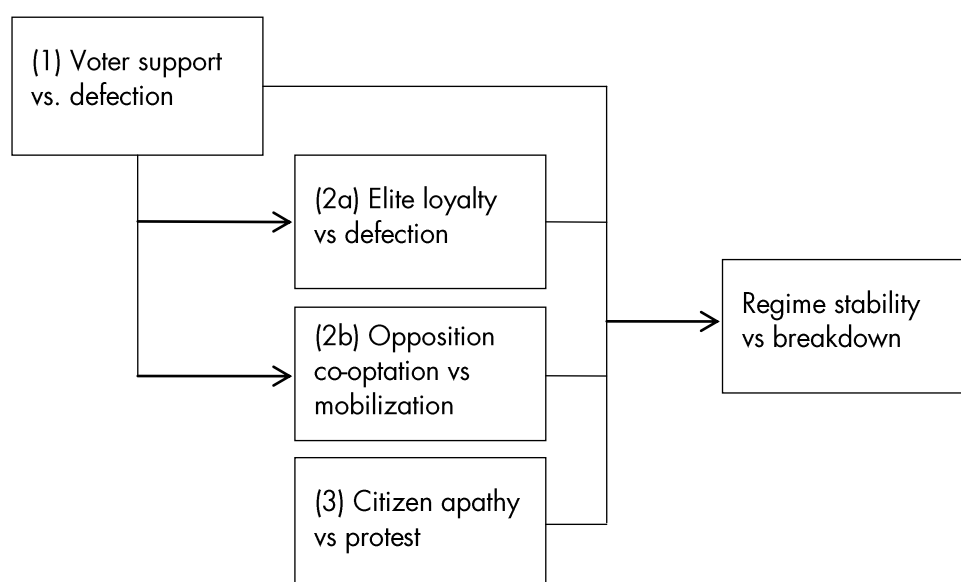 (1) Voter support
vs. defection
(2a) Elite loyalty
vs defection
(2b) Opposition
co-optation vs
mobilization
(3) Citizen apathy
vs protest
Regime stability
vs breakdown